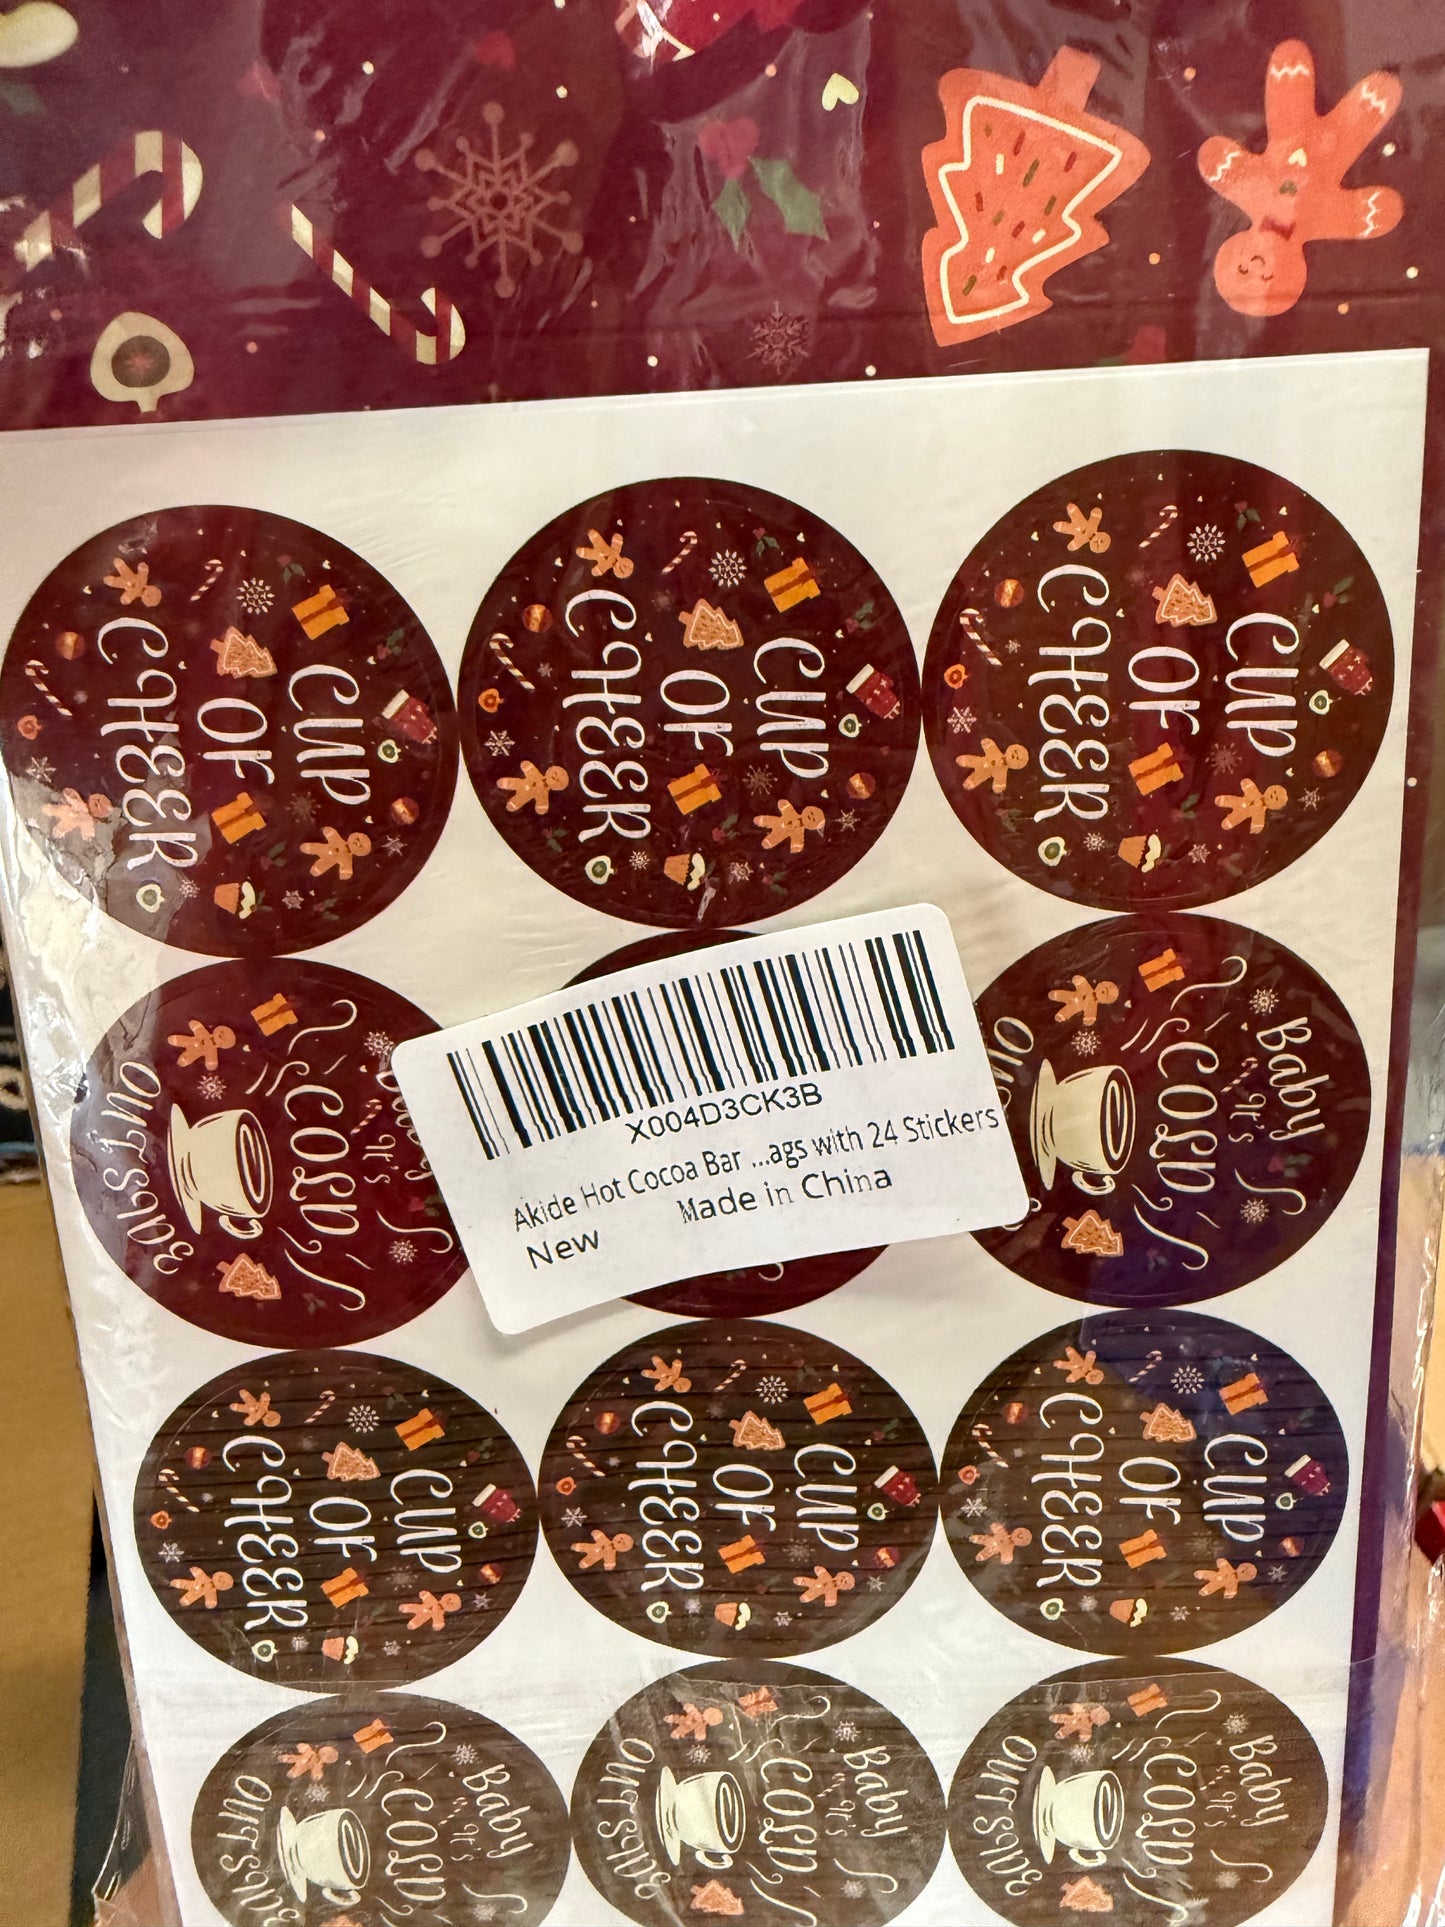 CUP
OF
CHEER
CUP
OF
CHEER
CUP
OF
CHEER
It's
COLD
OUTSIDE
X004D3CK3B
Akide Hot Cocoa Bar ...ags with 24 Stickers
New Made in China
Baby
It's
COLD
CUP
OF
CHEER
CUP
OF
CHEER
CUP
OF
CHEER
Baby
It's
COLD
OUTSIDE
Baby
It's
COLD
OUTSIDE
Baby
It's
COLD
OUTSIDE